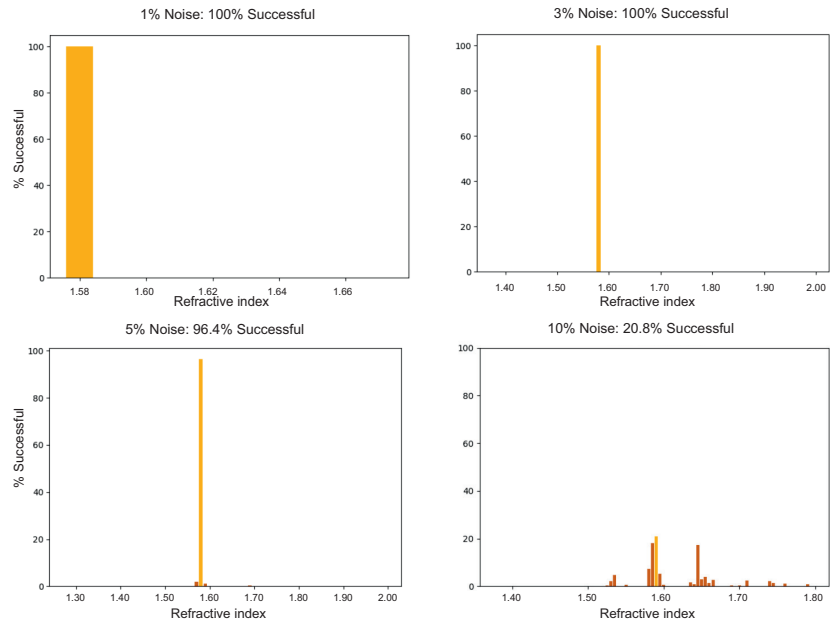 1% Noise: 100% Successful
% Successful
100
80
60
40
20
0
1.58 1.60 1.62 1.64 1.66
Refractive index
3% Noise: 100% Successful
100
80
60
40
20
0
1.40 1.50 1.60 1.70 1.80 1.90 2.00
Refractive index
5% Noise: 96.4% Successful
% Successful
100
80
60
40
20
0
1.30 1.40 1.50 1.60 1.70 1.80 1.90 2.00
Refractive index
10% Noise: 20.8% Successful
100
80
60
40
20
0
1.40 1.50 1.60 1.70 1.80
Refractive index